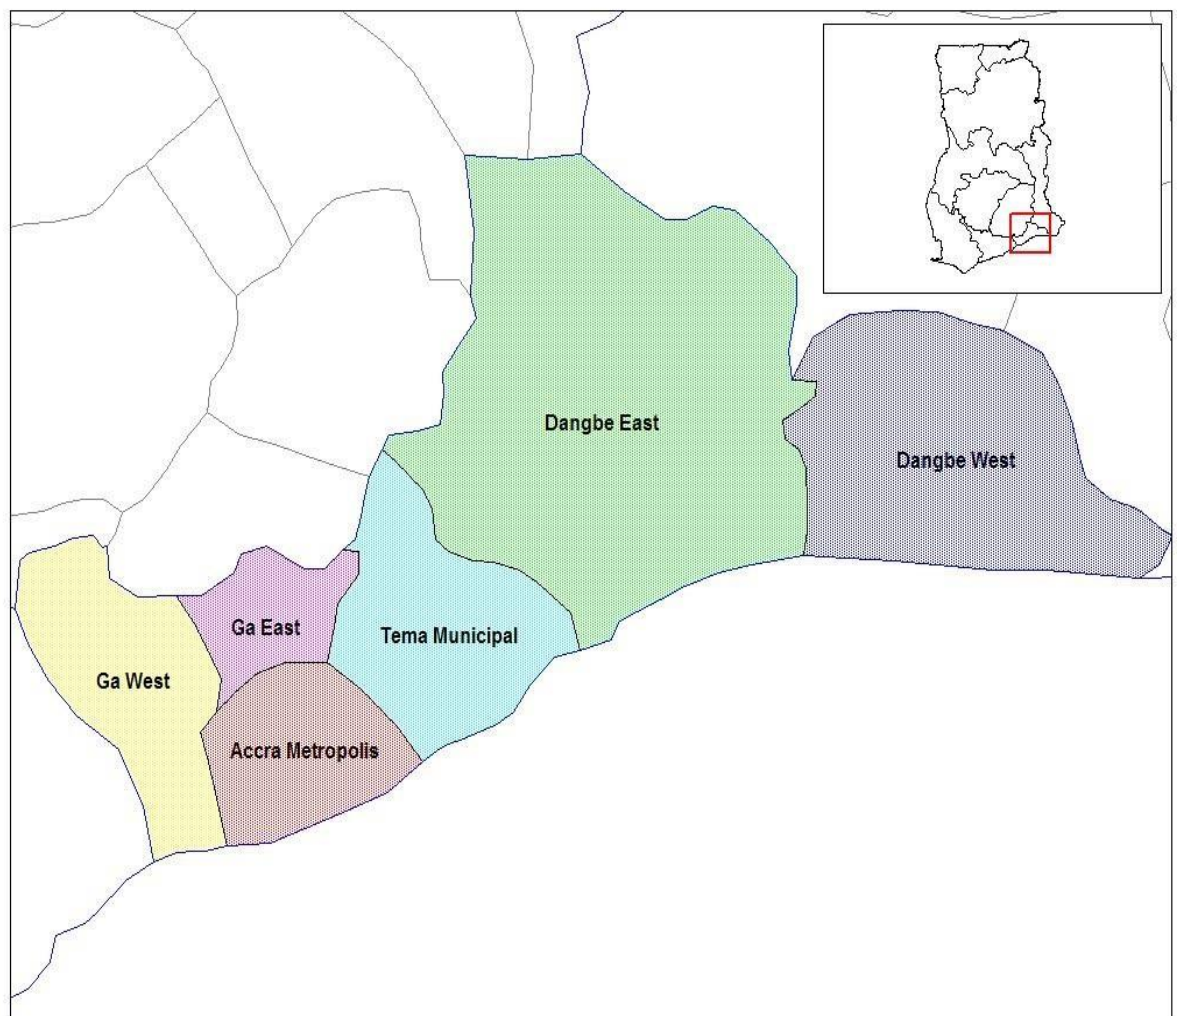 Dangbe East
Dangbe West
Ga East
Tema Municipal
Ga West
Accra Metropolis